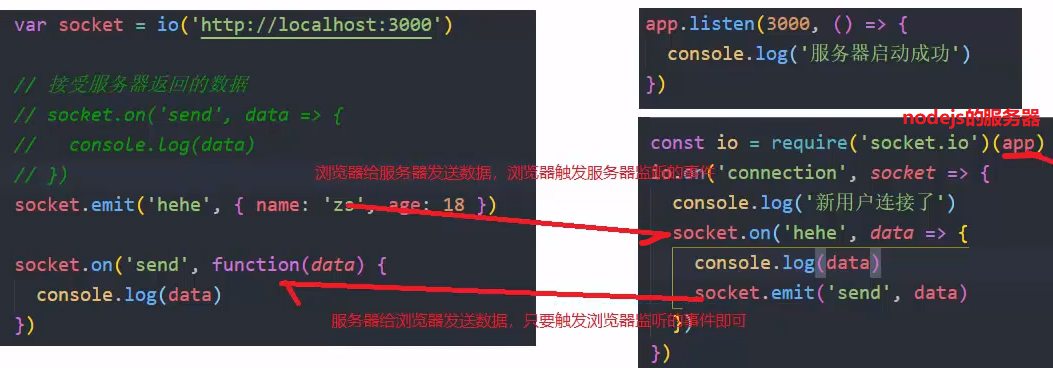 var socket = io('http://localhost:3000')
// 接受服务器返回的数据
// socket.on('send', data => {
//   console.log(data)
// })
socket.emit('hehe', { name: 'zs', age: 18 })
socket.on('send', function(data) {
  console.log(data)
})
浏览器给服务器发送数据，浏览器触发服务器监听的事件
服务器给浏览器发送数据，只要触发浏览器监听的事件即可
app.listen(3000, () => {
  console.log('服务器启动成功')
})
nodejs的服务器
const io = require('socket.io')(app)
io.on('connection', socket => {
  console.log('新用户连接了')
  socket.on('hehe', data => {
    console.log(data)
    socket.emit('send', data)
  })
})